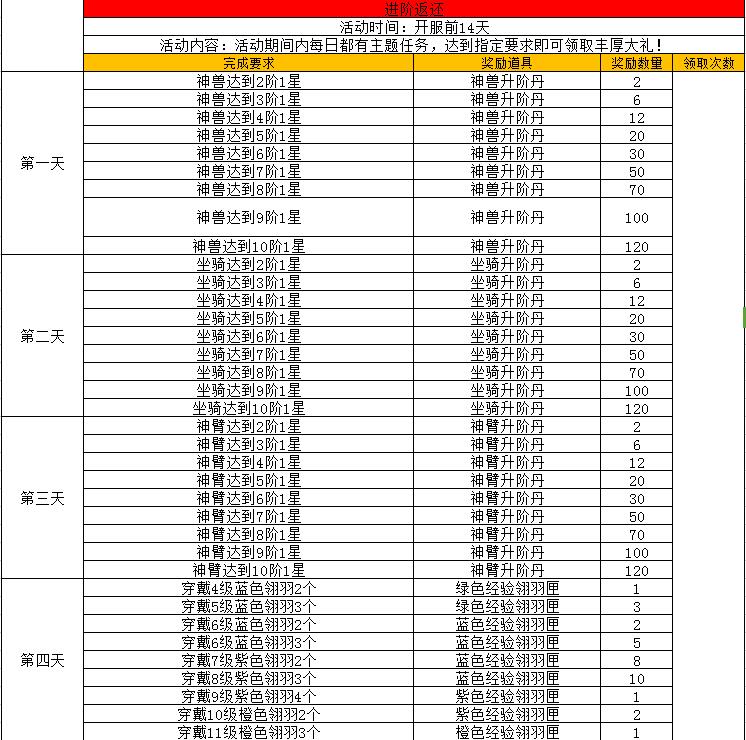 进阶返还
活动时间：开服前14天
活动内容：活动期间内每日都有主题任务，达到指定要求即可领取丰厚大礼！
完成要求 奖励道具 奖励数量 领取次数
第一天
神兽达到2阶1星 神兽升阶丹 2
神兽达到3阶1星 神兽升阶丹 6
神兽达到4阶1星 神兽升阶丹 12
神兽达到5阶1星 神兽升阶丹 20
神兽达到6阶1星 神兽升阶丹 30
神兽达到7阶1星 神兽升阶丹 50
神兽达到8阶1星 神兽升阶丹 70
神兽达到9阶1星 神兽升阶丹 100
神兽达到10阶1星 神兽升阶丹 120
第二天
坐骑达到2阶1星 坐骑升阶丹 2
坐骑达到3阶1星 坐骑升阶丹 6
坐骑达到4阶1星 坐骑升阶丹 12
坐骑达到5阶1星 坐骑升阶丹 20
坐骑达到6阶1星 坐骑升阶丹 30
坐骑达到7阶1星 坐骑升阶丹 50
坐骑达到8阶1星 坐骑升阶丹 70
坐骑达到9阶1星 坐骑升阶丹 100
坐骑达到10阶1星 坐骑升阶丹 120
第三天
神臂达到2阶1星 神臂升阶丹 2
神臂达到3阶1星 神臂升阶丹 6
神臂达到4阶1星 神臂升阶丹 12
神臂达到5阶1星 神臂升阶丹 20
神臂达到6阶1星 神臂升阶丹 30
神臂达到7阶1星 神臂升阶丹 50
神臂达到8阶1星 神臂升阶丹 70
神臂达到9阶1星 神臂升阶丹 100
神臂达到10阶1星 神臂升阶丹 120
第四天
穿戴4级蓝色翎羽2个 绿色经验翎羽匣 1
穿戴5级蓝色翎羽3个 绿色经验翎羽匣 3
穿戴6级蓝色翎羽2个 蓝色经验翎羽匣 2
穿戴6级蓝色翎羽3个 蓝色经验翎羽匣 5
穿戴7级紫色翎羽2个 蓝色经验翎羽匣 8
穿戴8级紫色翎羽3个 蓝色经验翎羽匣 10
穿戴9级紫色翎羽4个 紫色经验翎羽匣 1
穿戴10级橙色翎羽2个 紫色经验翎羽匣 2
穿戴11级橙色翎羽3个 橙色经验翎羽匣 1